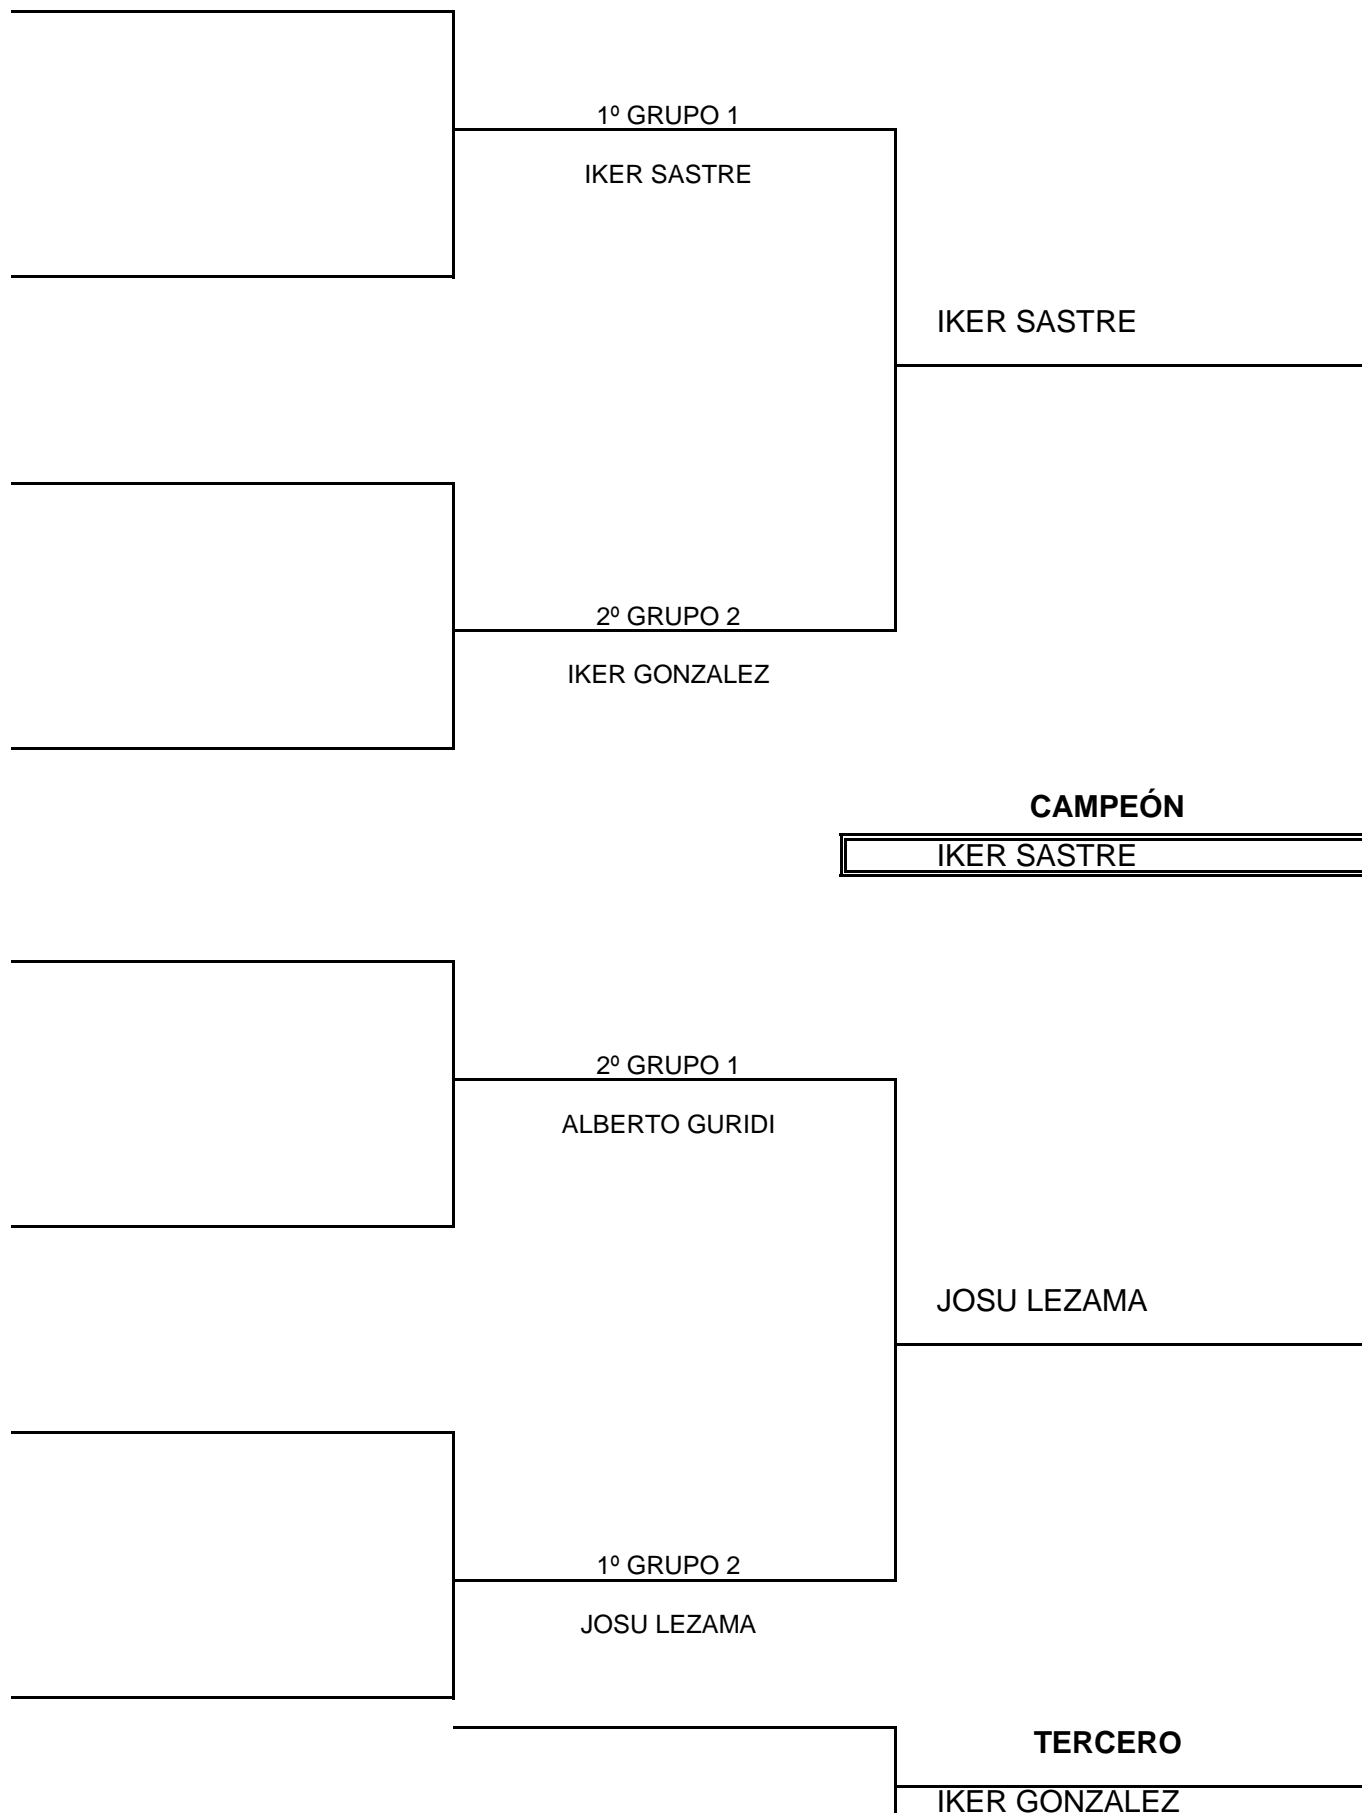 1º GRUPO 1
IKER SASTRE
IKER SASTRE
2º GRUPO 2
IKER GONZALEZ
CAMPEÓN
IKER SASTRE
2º GRUPO 1
ALBERTO GURIDI
JOSU LEZAMA
1º GRUPO 2
JOSU LEZAMA
TERCERO
IKER GONZALEZ